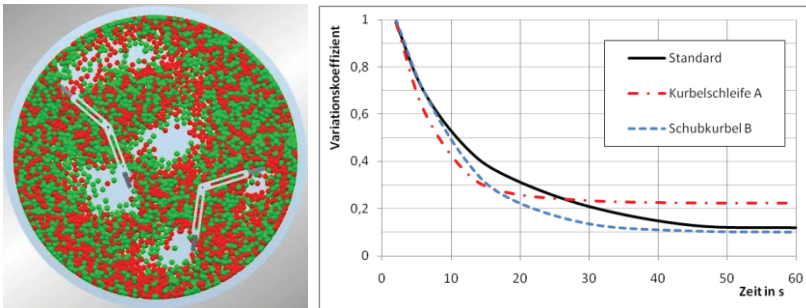 Variationskoeffizient
1
0,8
0,6
0,4
0,2
0
0 10 20 30 40 50 60
Zeit in s
Standard
Kurbelschleife A
Schubkurbel B